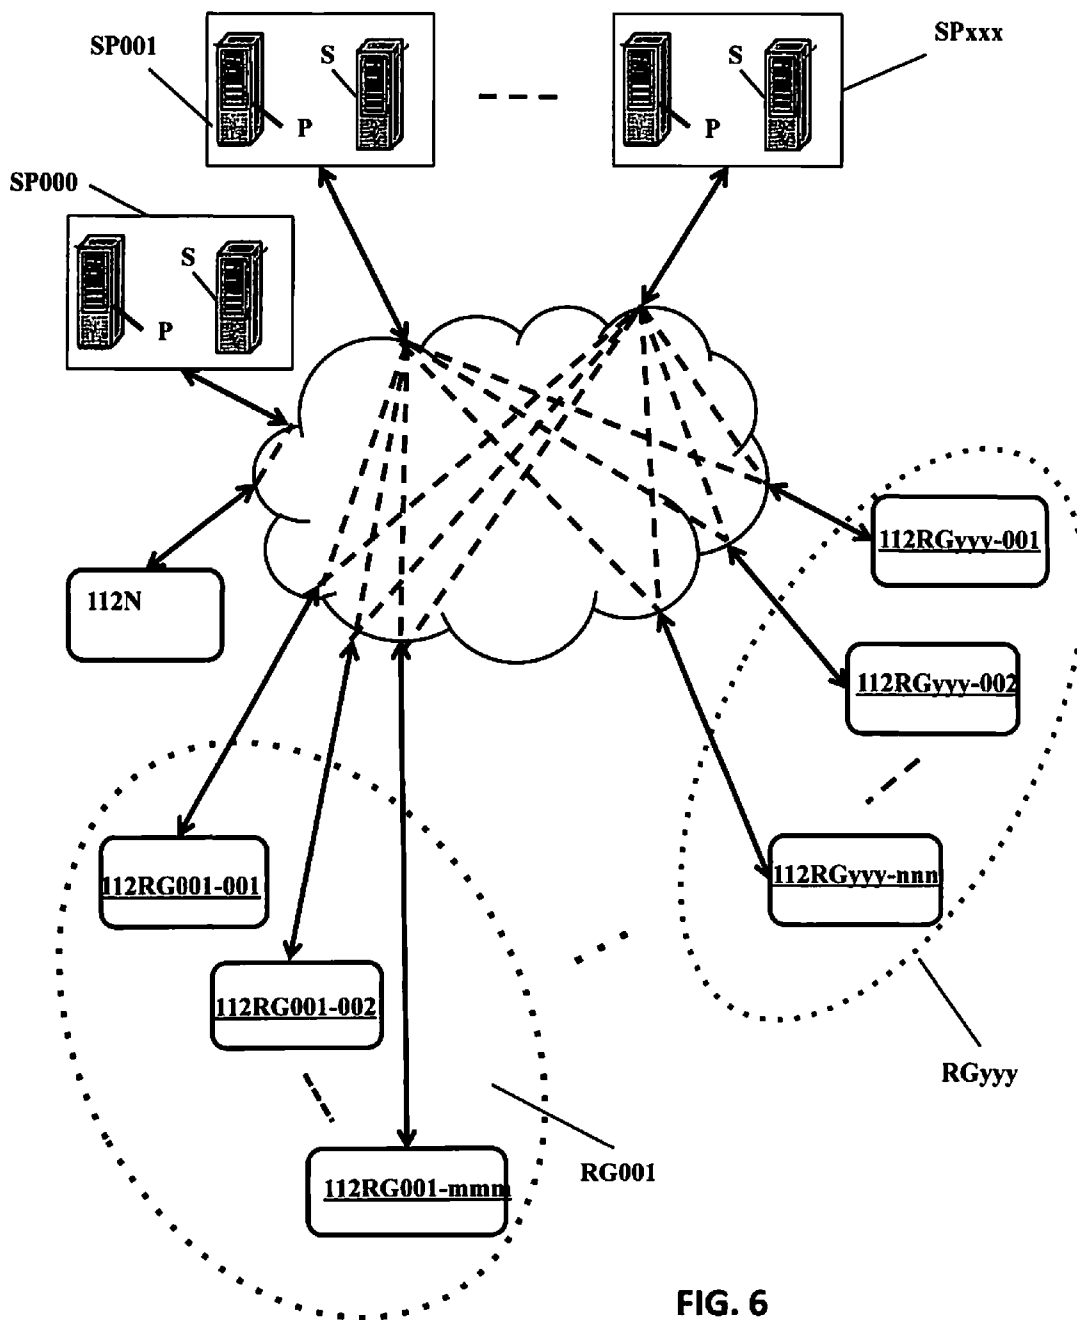 SP001
S
P
SPxxx
S
P
SP000
S
P
112N
112RGyyy-001
112RGyyy-002
112RGyyy-nnn
112RG001-001
112RG001-002
112RG001-mmm
RGyyy
RG001
FIG. 6